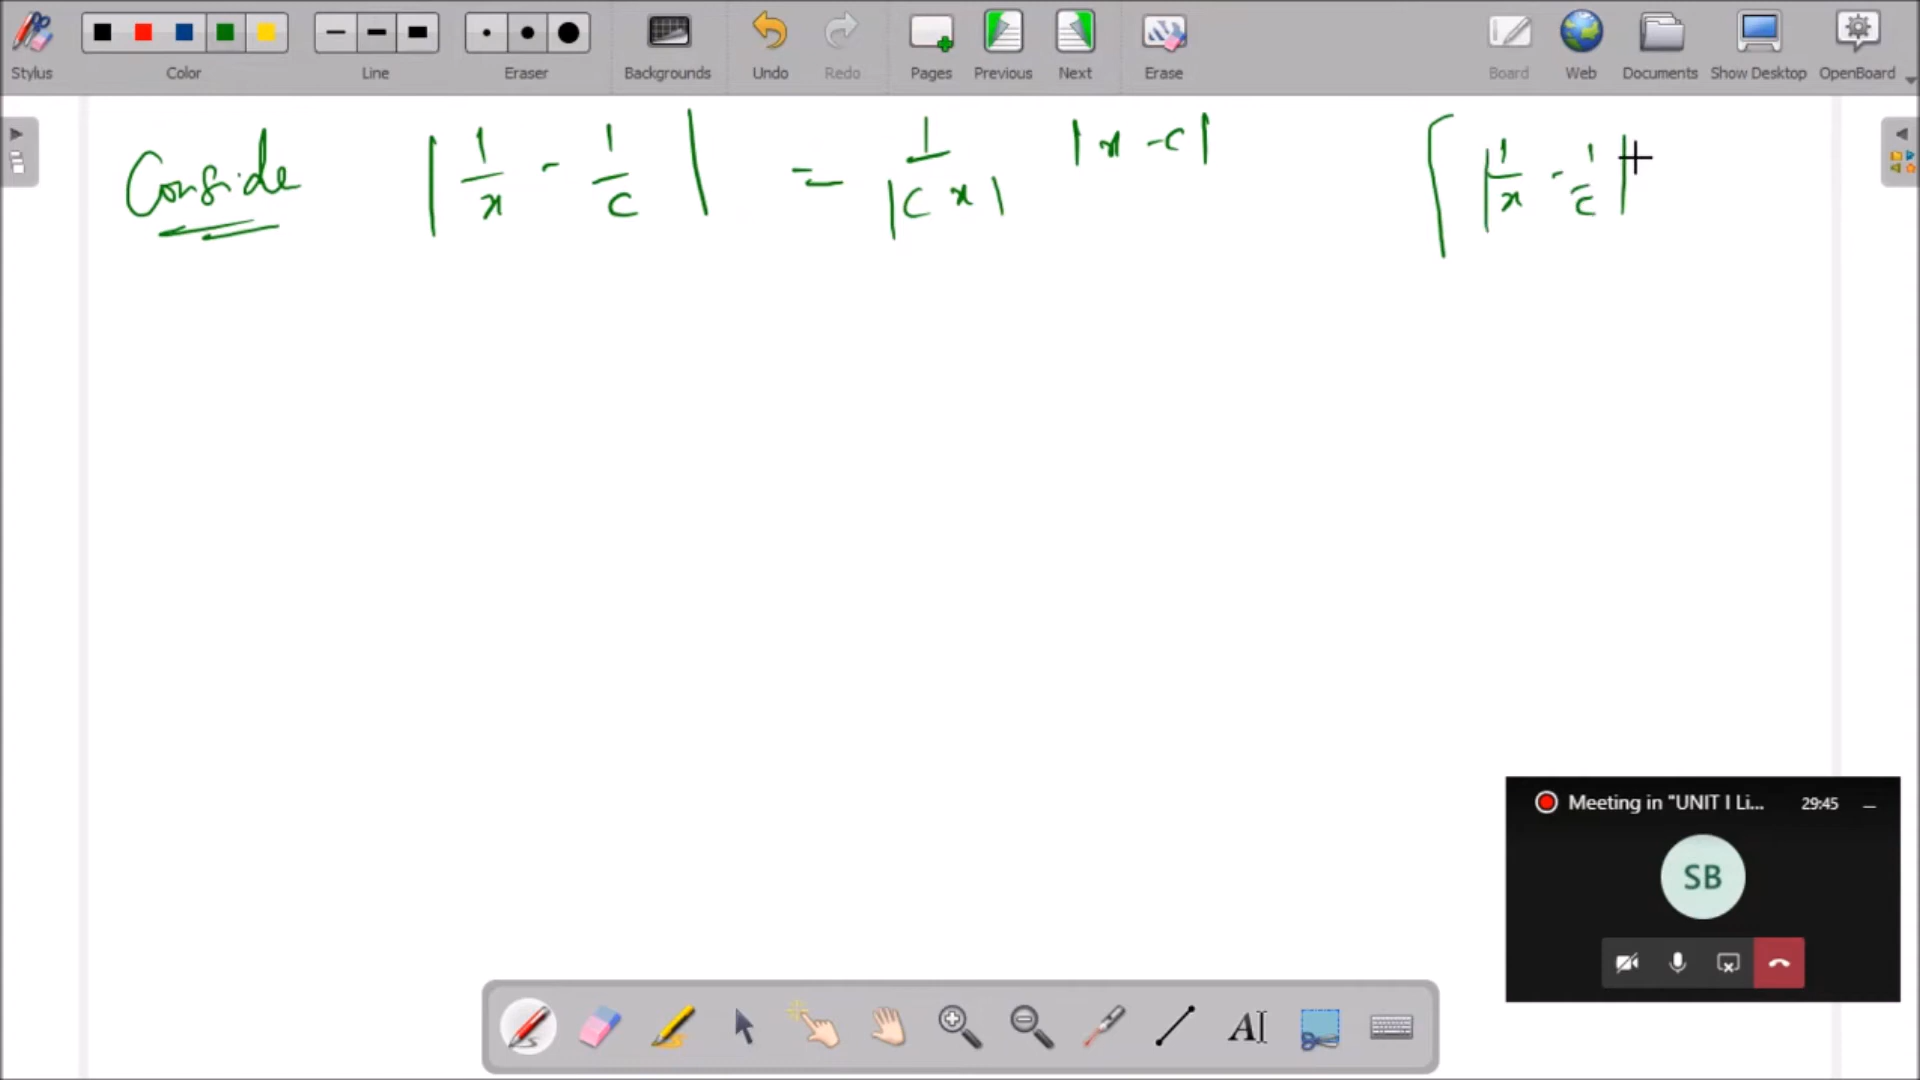 Stylus Color Line Eraser Backgrounds Undo Redo Pages Previous Next Erase Board Web Documents Show Desktop OpenBoard
Conside |1/x - 1/c| = 1/|c x| |x - c| [ |1/x - 1/c|
Meeting in "UNIT I Li... 29:45
SB
AI